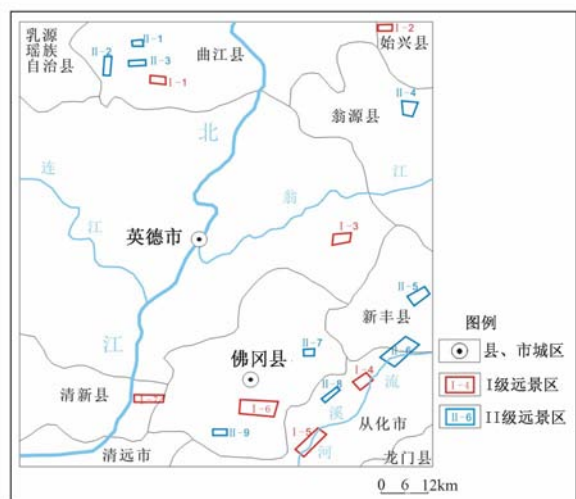 乳源
瑶族
自治县
II-1
II-2
II-3
I-1
曲江县
I-2
始兴县
II-4
翁源县
北
连
江
翁
江
英德市
I-3
II-5
新丰县
江
II-7
佛冈县
II-6
I-4
流
II-8
溪
清新县
I-6
从化市
I-5
河
II-9
清远市
龙门县
图例
县、市城区
I-4
I级远景区
II-6
II级远景区
0 6 12km